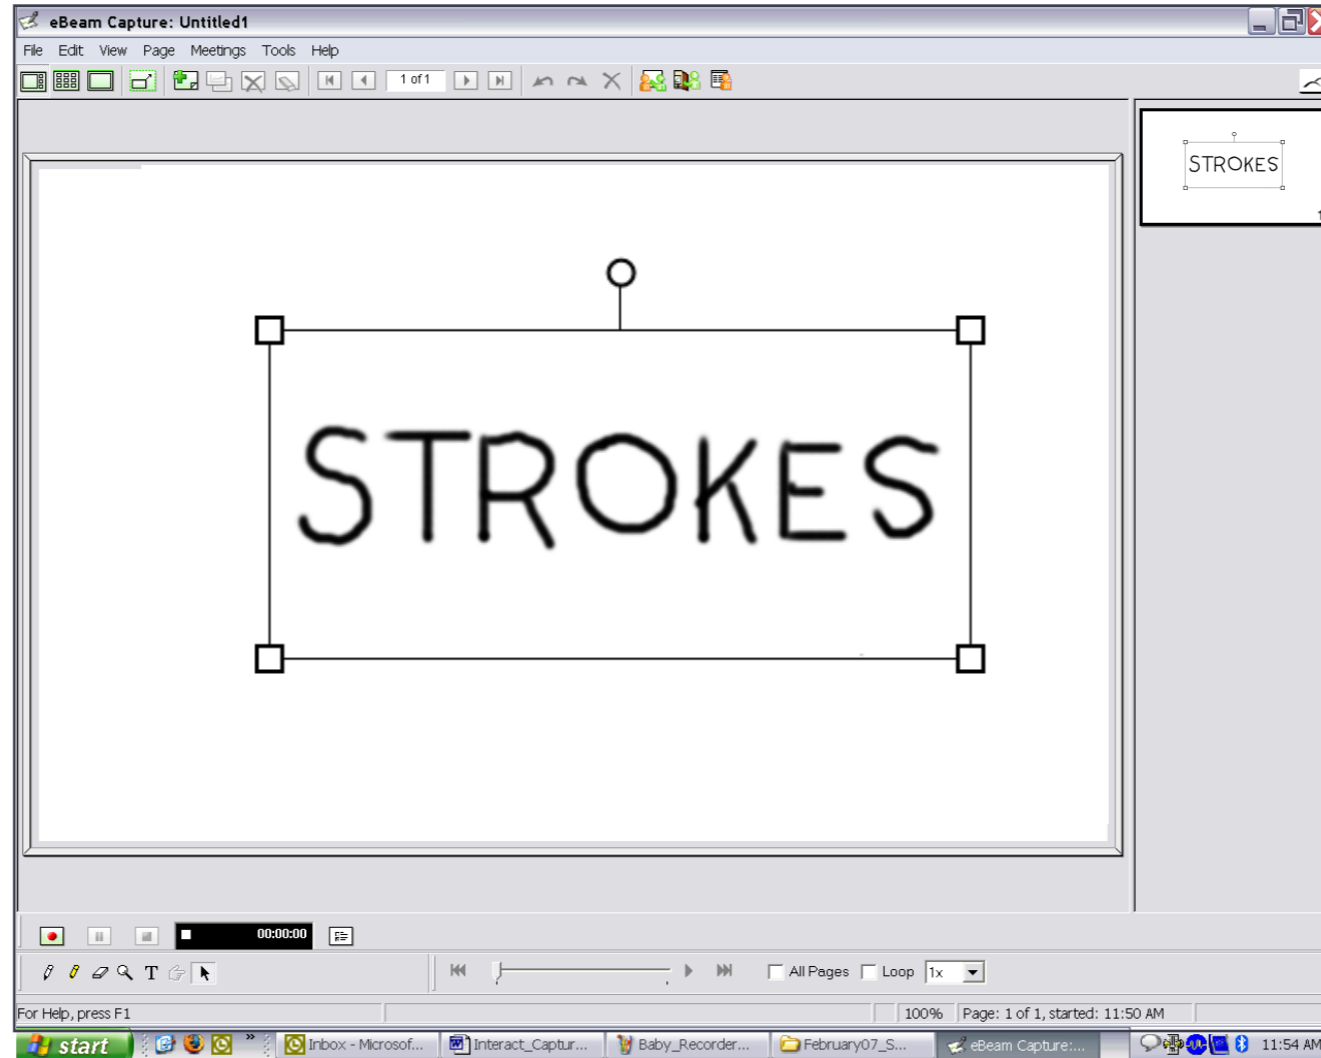 eBeam Capture: Untitled1
File Edit View Page Meetings Tools Help
1 of 1
STROKES
STROKES
00:00:00
T
All Pages Loop 1x
For Help, press F1
100% Page: 1 of 1, started: 11:50 AM
start Inbox - Microsof... Interact_Captur... Baby_Recorder... February07_S... eBeam Capture:... 11:54 AM